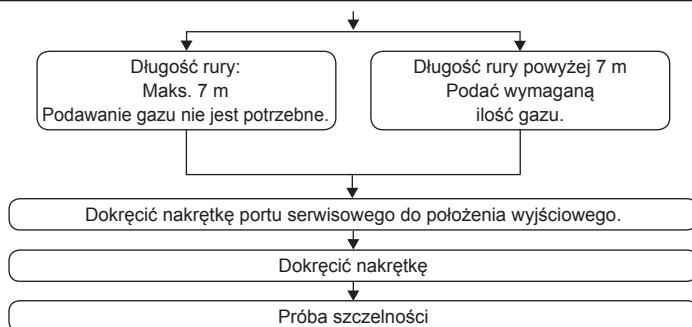 Długość rury:
Maks. 7 m
Podawanie gazu nie jest potrzebne.
Długość rury powyżej 7 m
Podać wymaganą
ilość gazu.
Dokręcić nakrętkę portu serwisowego do położenia wyjściowego.
Dokręcić nakrętkę
Próba szczelności